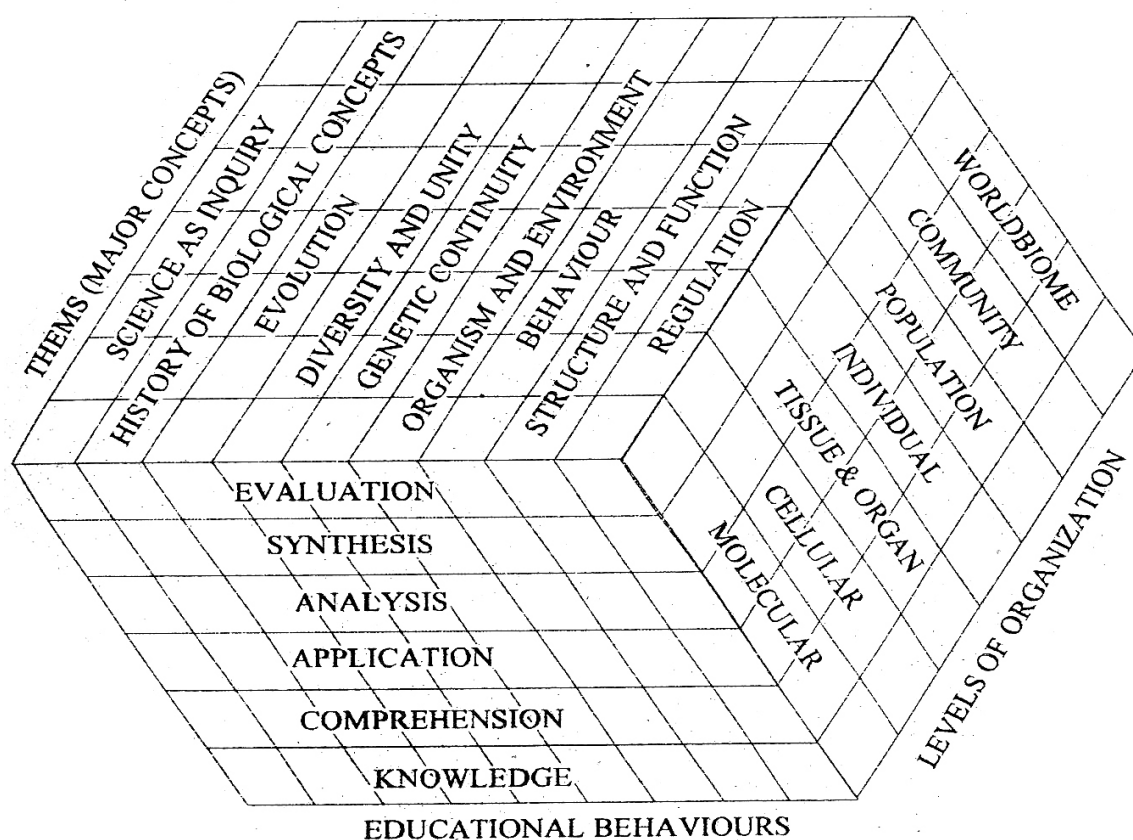 THEMS (MAJOR CONCEPTS)
SCIENCE AS INQUIRY
HISTORY OF BIOLOGICAL CONCEPTS
EVOLUTION
DIVERSITY AND UNITY
GENETIC CONTINUITY
ORGANISM AND ENVIRONMENT
BEHAVIOUR
STRUCTURE AND FUNCTION
REGULATION
EVALUATION
SYNTHESIS
ANALYSIS
APPLICATION
COMPREHENSION
KNOWLEDGE
EDUCATIONAL BEHAVIOURS
MOLECULAR
CELLULAR
TISSUE & ORGAN
INDIVIDUAL
POPULATION
COMMUNITY
WORLDBIOME
LEVELS OF ORGANIZATION